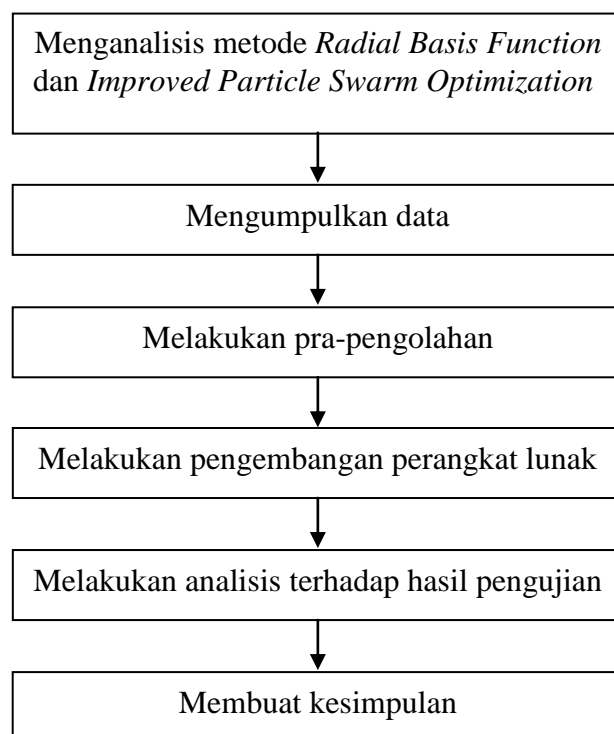 Menganalisis metode Radial Basis Function
dan Improved Particle Swarm Optimization
Mengumpulkan data
Melakukan pra-pengolahan
Melakukan pengembangan perangkat lunak
Melakukan analisis terhadap hasil pengujian
Membuat kesimpulan